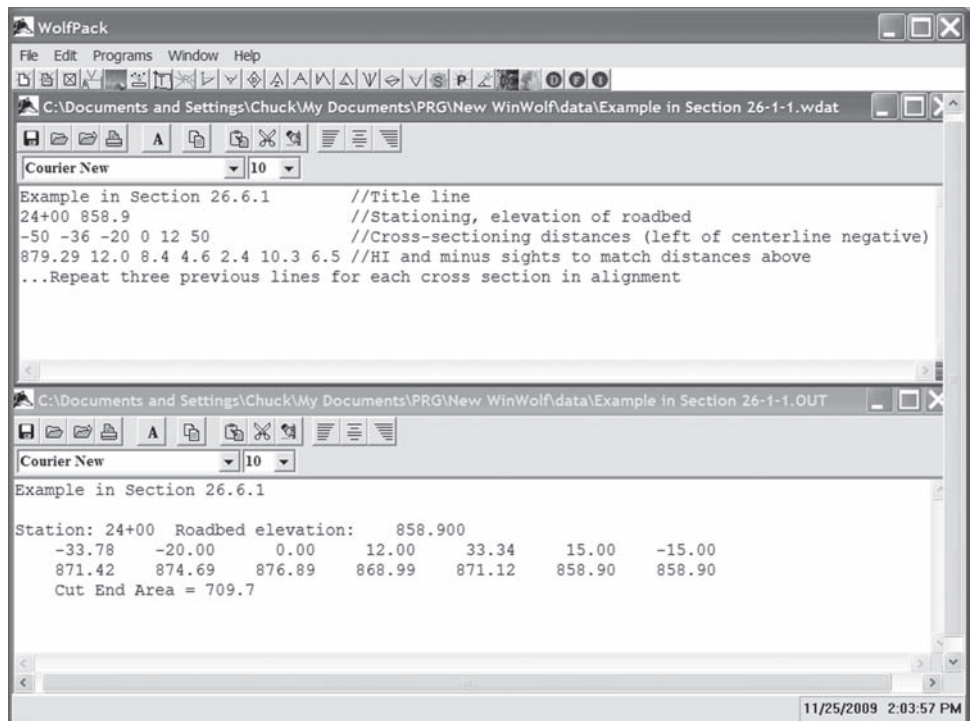 WolfPack
File Edit Programs Window Help
C:\Documents and Settings\Chuck\My Documents\PRG\New WinWolf\data\Example in Section 26-1-1.wdat
Courier New 10
Example in Section 26.6.1 //Title line
24+00 858.9 //Stationing, elevation of roadbed
-50 -36 -20 0 12 50 //Cross-sectioning distances (left of centerline negative)
879.29 12.0 8.4 4.6 2.4 10.3 6.5 //HI and minus sights to match distances above
...Repeat three previous lines for each cross section in alignment
C:\Documents and Settings\Chuck\My Documents\PRG\New WinWolf\data\Example in Section 26-1-1.OUT
Courier New 10
Example in Section 26.6.1
Station: 24+00 Roadbed elevation: 858.900
-33.78 -20.00 0.00 12.00 33.34 15.00 -15.00
871.42 874.69 876.89 868.99 871.12 858.90 858.90
Cut End Area = 709.7
11/25/2009 2:03:57 PM